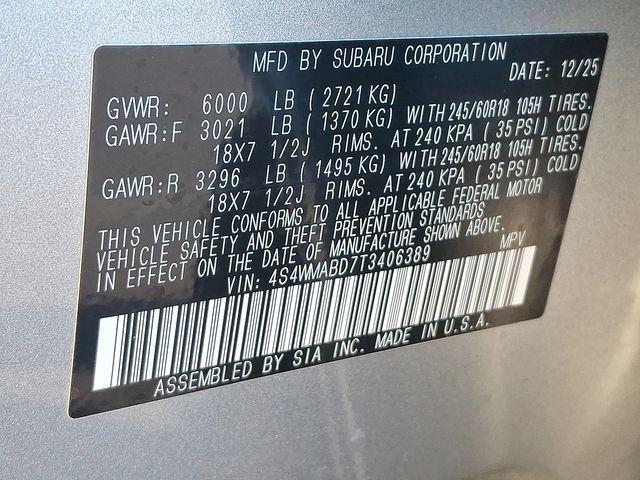 MFD BY SUBARU CORPORATION
DATE: 12/25
GVWR: 6000 LB (2721 KG)
GAWR:F 3021 LB (1370 KG) WITH 245/60R18 105H TIRES.
18X7 1/2J RIMS. AT 240 KPA (35 PSI) COLD
GAWR:R 3296 LB (1495 KG) WITH 245/60R18 105H TIRES.
18X7 1/2J RIMS. AT 240 KPA (35 PSI) COLD
THIS VEHICLE CONFORMS TO ALL APPLICABLE FEDERAL MOTOR
VEHICLE SAFETY AND THEFT PREVENTION STANDARDS
IN EFFECT ON THE DATE OF MANUFACTURE SHOWN ABOVE.
VIN: 4S4WMABD7T3406389 MPV
ASSEMBLED BY SIA INC. MADE IN U.S.A.